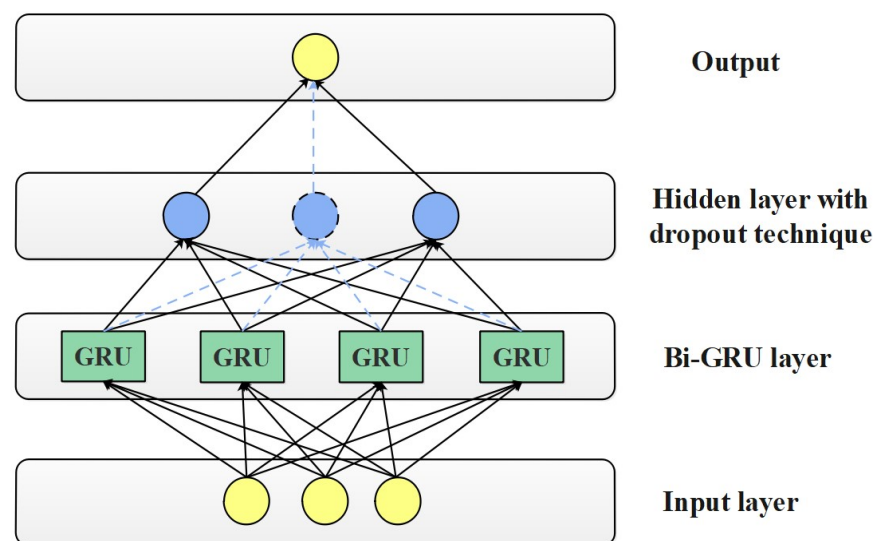 Output
Hidden layer with
dropout technique
GRU GRU GRU GRU
Bi-GRU layer
Input layer